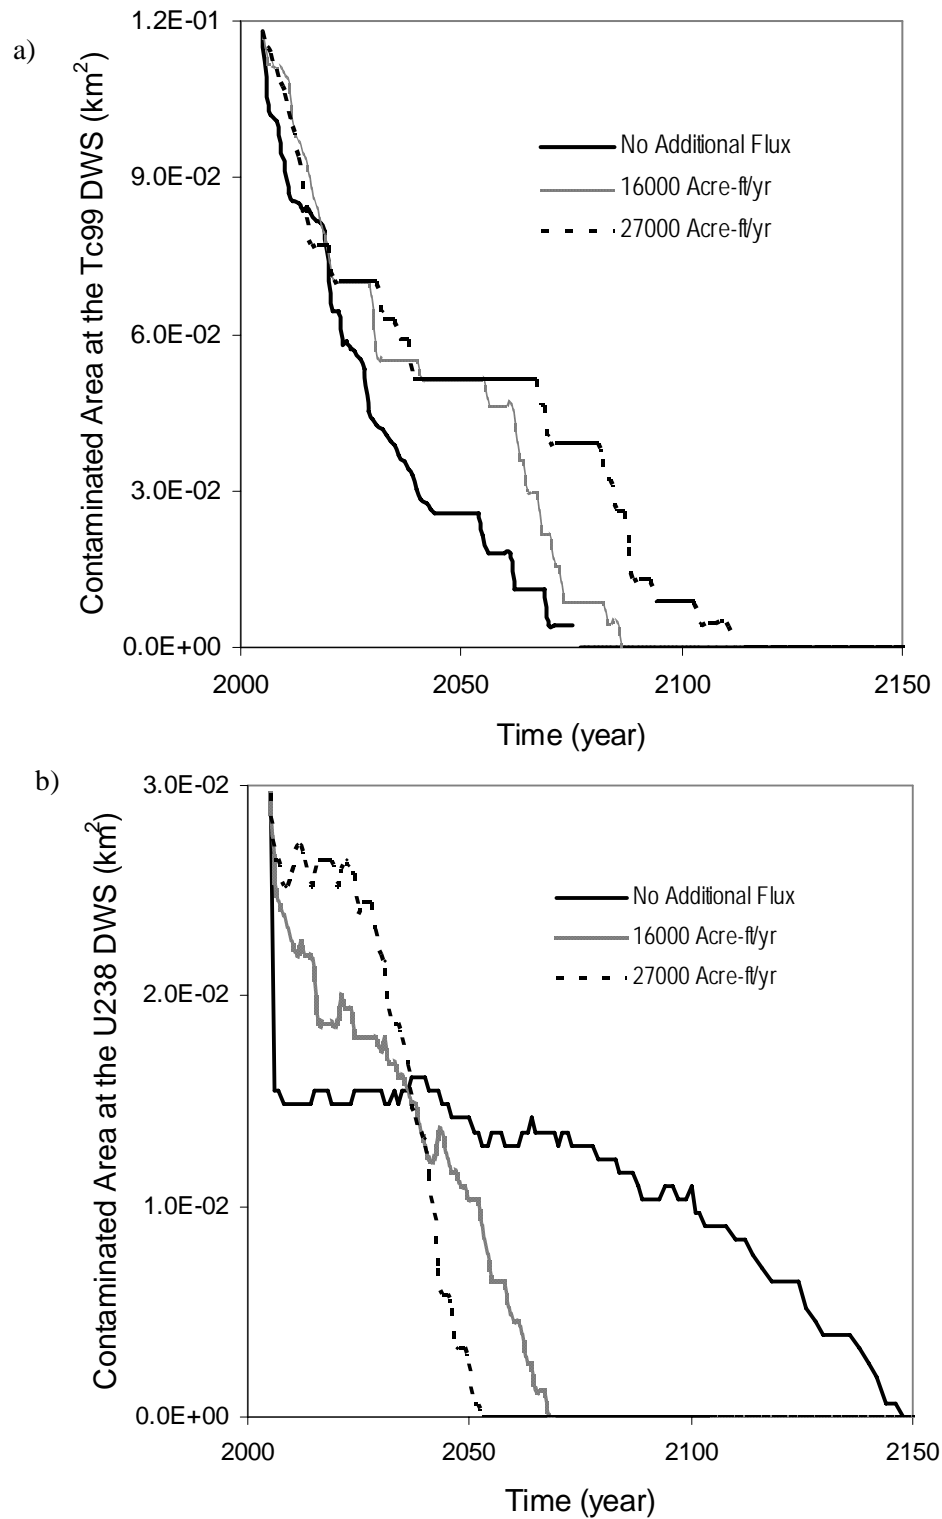 a)
Contaminated Area at the Tc99 DWS (km2)
1.2E-01
9.0E-02
6.0E-02
3.0E-02
0.0E+00
No Additional Flux
16000 Acre-ft/yr
27000 Acre-ft/yr
2000 2050 2100 2150
Time (year)
b)
Contaminated Area at the U238 DWS (km2)
3.0E-02
2.0E-02
1.0E-02
0.0E+00
No Additional Flux
16000 Acre-ft/yr
27000 Acre-ft/yr
2000 2050 2100 2150
Time (year)